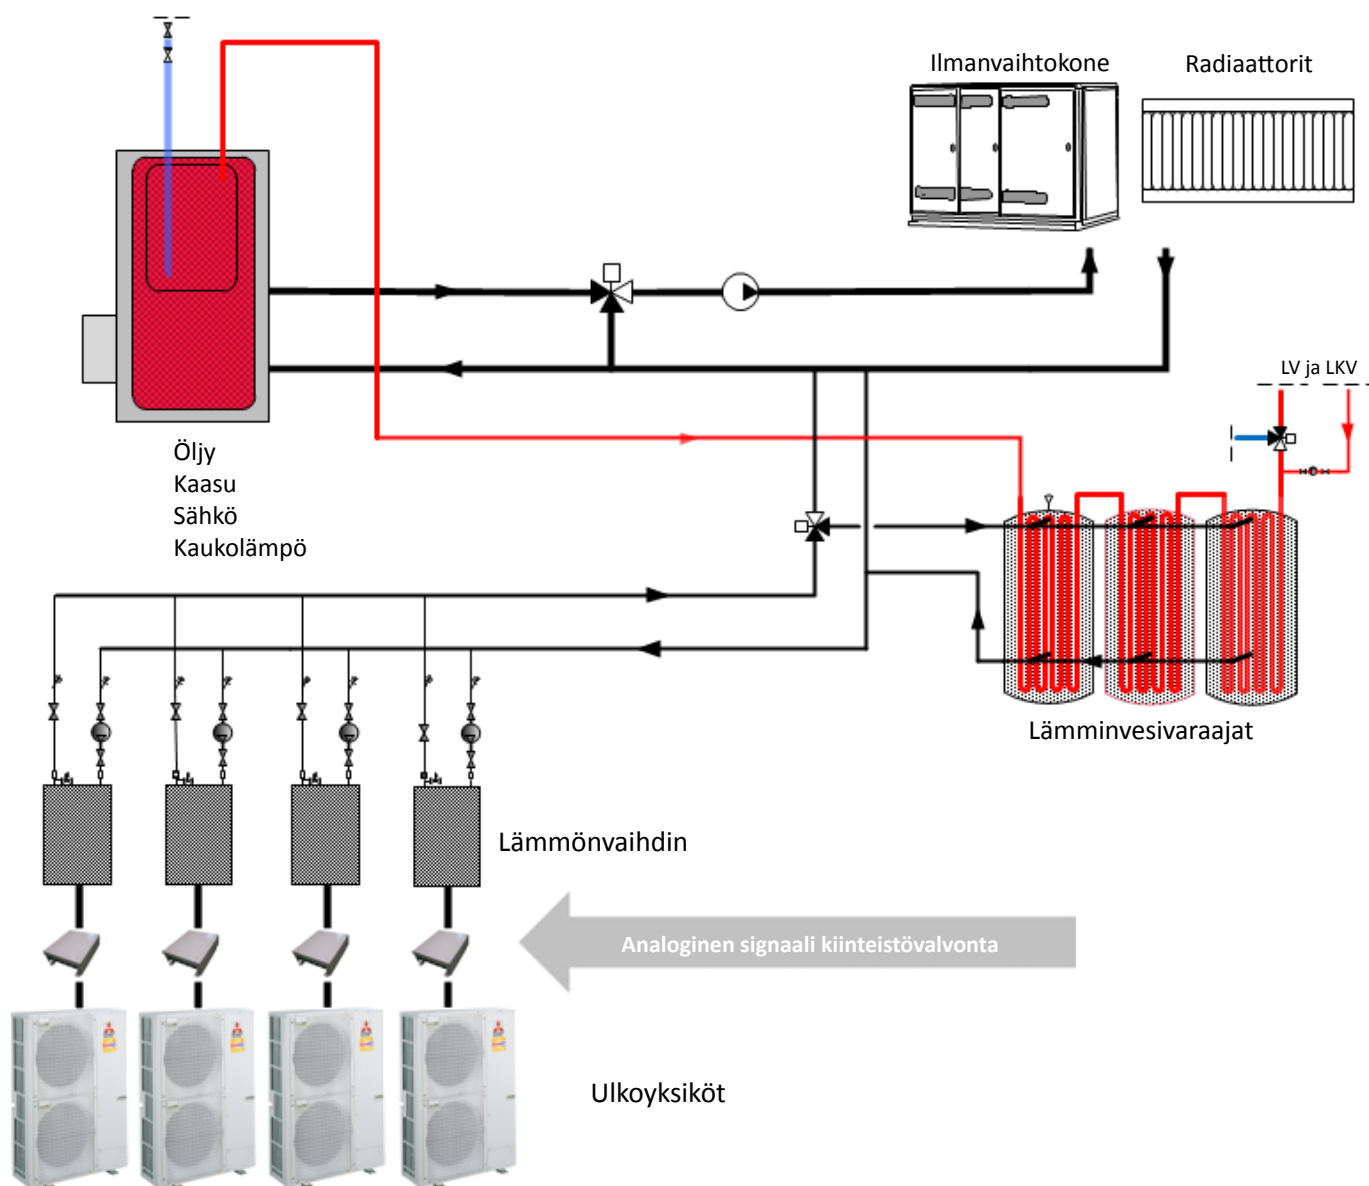 Ilmanvaihtokone
Radiaattorit
LV ja LKV
Öljy
Kaasu
Sähkö
Kaukolämpö
Lämminvesivaraajat
Lämmönvaihdin
Analoginen signaali kiinteistövalvonta
Ulkoyksiköt